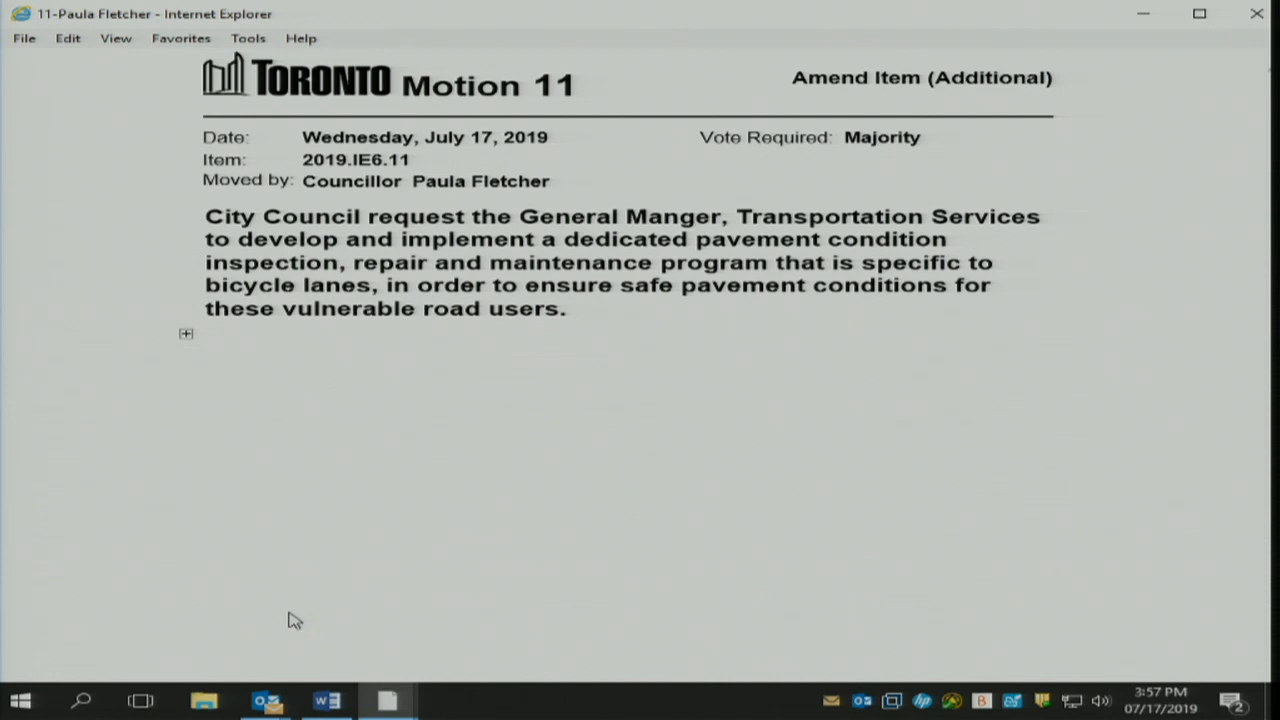 11-Paula Fletcher - Internet Explorer
File Edit View Favorites Tools Help
TORONTO Motion 11
Amend Item (Additional)
Date: Wednesday, July 17, 2019
Vote Required: Majority
Item: 2019.IE6.11
Moved by: Councillor Paula Fletcher
City Council request the General Manger, Transportation Services
to develop and implement a dedicated pavement condition
inspection, repair and maintenance program that is specific to
bicycle lanes, in order to ensure safe pavement conditions for
these vulnerable road users.
3:57 PM
07/17/2019
2